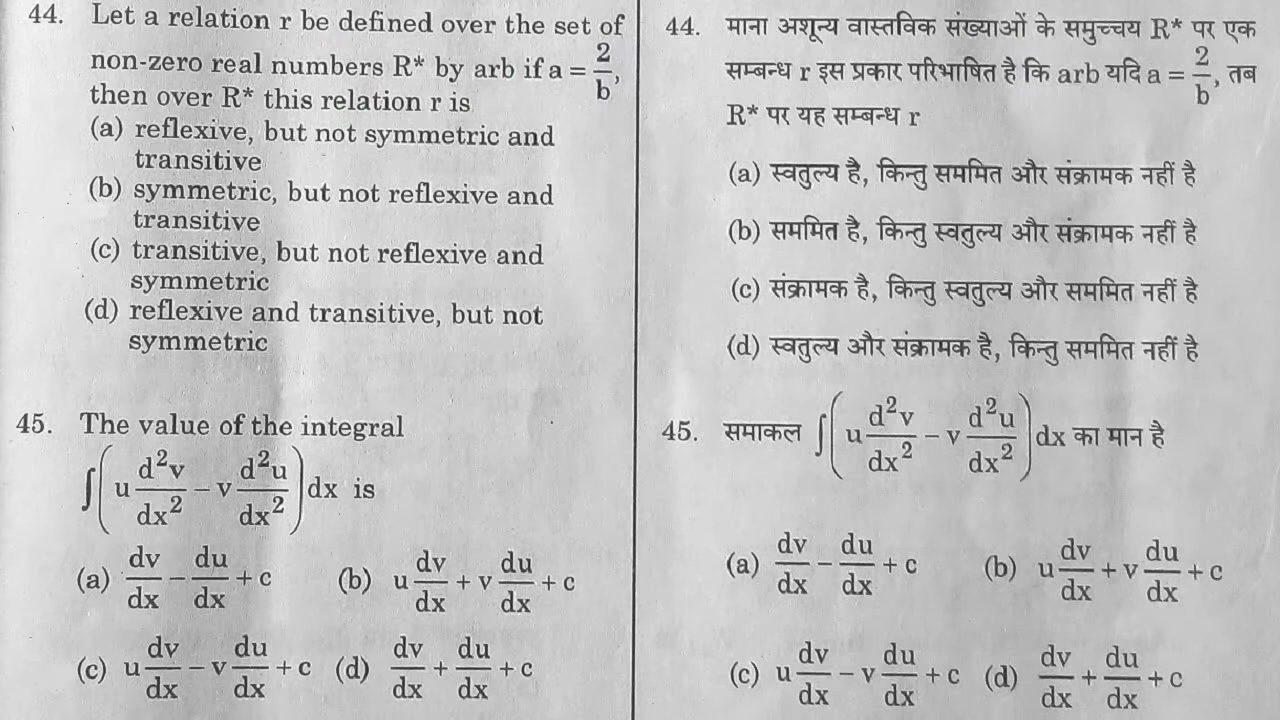 44. Let a relation r be defined over the set of
non-zero real numbers R* by arb if a = 2/b,
then over R* this relation r is
(a) reflexive, but not symmetric and
transitive
(b) symmetric, but not reflexive and
transitive
(c) transitive, but not reflexive and
symmetric
(d) reflexive and transitive, but not
symmetric
45. The value of the integral
∫(u d²v/dx² − v d²u/dx²)dx is
(a) dv/dx − du/dx + c (b) u dv/dx + v du/dx + c
(c) u dv/dx − v du/dx + c (d) dv/dx + du/dx + c
44. माना अशून्य वास्तविक संख्याओं के समुच्चय R* पर एक
सम्बन्ध r इस प्रकार परिभाषित है कि arb यदि a = 2/b, तब
R* पर यह सम्बन्ध r
(a) स्वतुल्य है, किन्तु सममित और संक्रामक नहीं है
(b) सममित है, किन्तु स्वतुल्य और संक्रामक नहीं है
(c) संक्रामक है, किन्तु स्वतुल्य और सममित नहीं है
(d) स्वतुल्य और संक्रामक है, किन्तु सममित नहीं है
45. समाकल ∫(u d²v/dx² − v d²u/dx²)dx का मान है
(a) dv/dx − du/dx + c (b) u dv/dx + v du/dx + c
(c) u dv/dx − v du/dx + c (d) dv/dx + du/dx + c